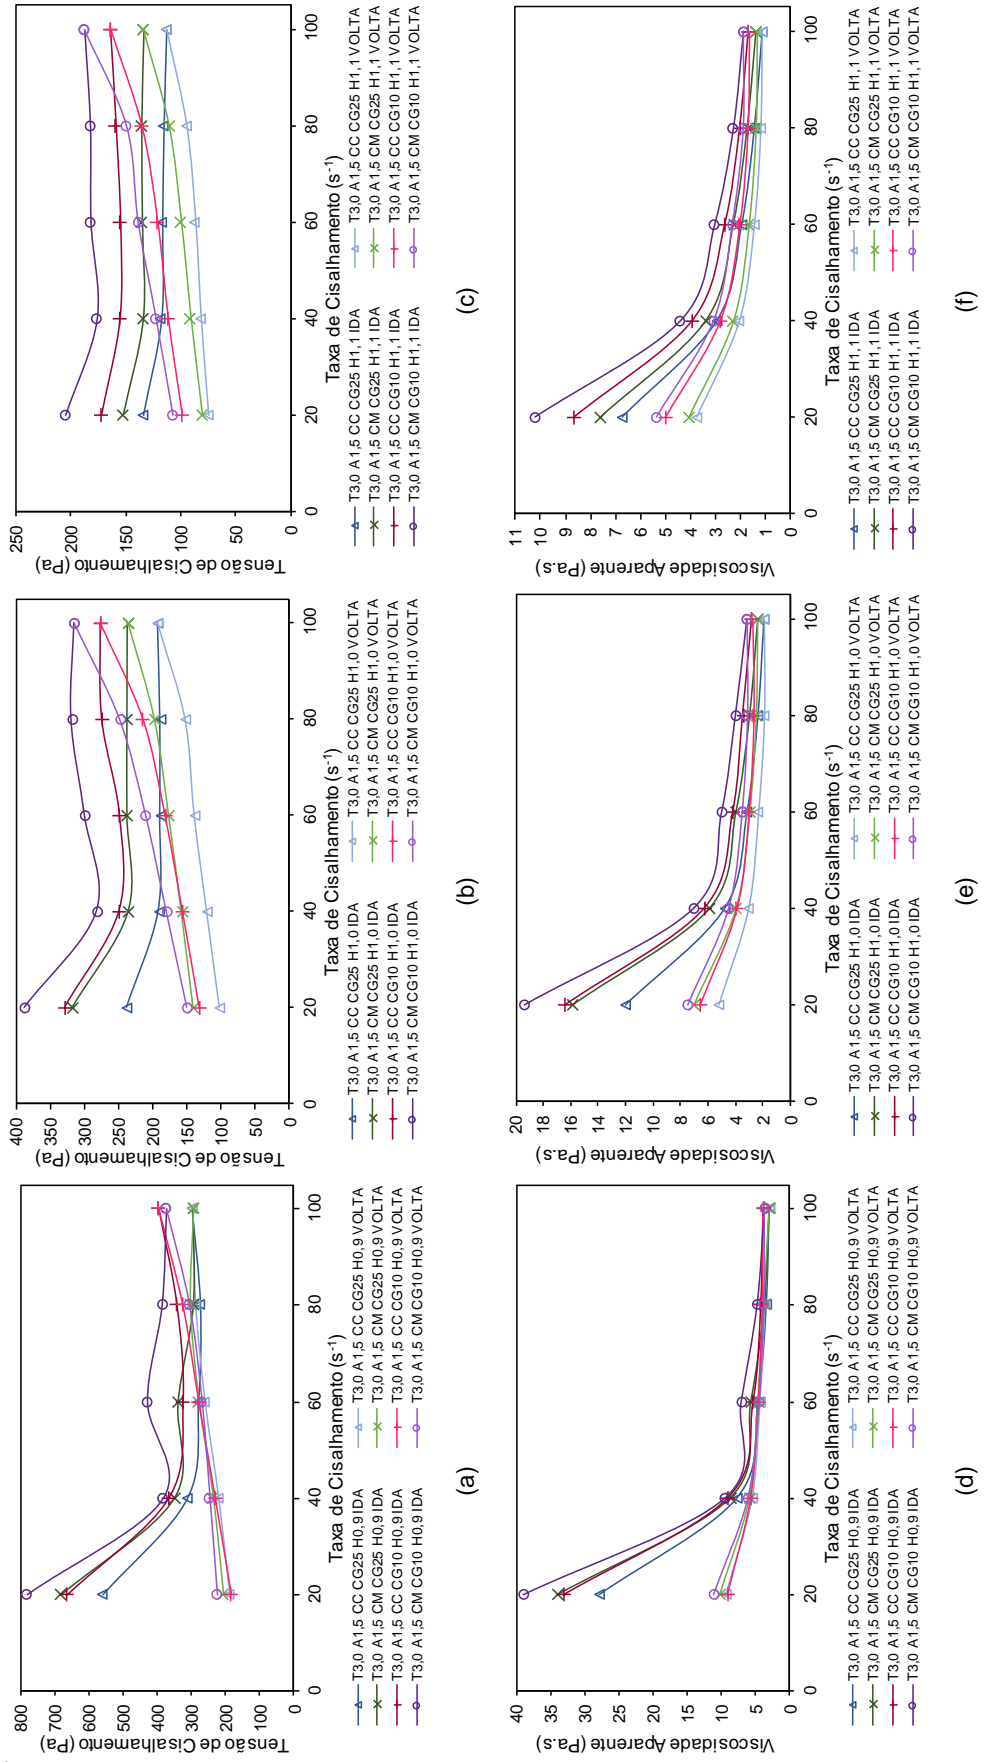 800
700
600
500
400
300
200
100
0
Tensão de Cisalhamento
(Pa)
0
20
40
60
80
100
Taxa de Cisalhamento (s⁻¹)
T3,0 A1,5 CC CG25 H0,9 IDA
T3,0 A1,5 CC CG25 H0,9 VOLTA
T3,0 A1,5 CM CG25 H0,9 IDA
T3,0 A1,5 CM CG25 H0,9 VOLTA
T3,0 A1,5 CC CG10 H0,9 IDA
T3,0 A1,5 CC CG10 H0,9 VOLTA
T3,0 A1,5 CM CG10 H0,9 IDA
T3,0 A1,5 CM CG10 H0,9 VOLTA
(a)
400
350
300
250
200
150
100
50
0
Tensão de Cisalhamento
(Pa)
0
20
40
60
80
100
Taxa de Cisalhamento (s⁻¹)
T3,0 A1,5 CC CG25 H1,0 IDA
T3,0 A1,5 CC CG25 H1,0 VOLTA
T3,0 A1,5 CM CG25 H1,0 IDA
T3,0 A1,5 CM CG25 H1,0 VOLTA
T3,0 A1,5 CC CG10 H1,0 IDA
T3,0 A1,5 CC CG10 H1,0 VOLTA
T3,0 A1,5 CM CG10 H1,0 IDA
T3,0 A1,5 CM CG10 H1,0 VOLTA
(b)
250
200
150
100
50
0
Tensão de Cisalhamento
(Pa)
0
20
40
60
80
100
Taxa de Cisalhamento (s⁻¹)
T3,0 A1,5 CC CG25 H1,1 IDA
T3,0 A1,5 CC CG25 H1,1 VOLTA
T3,0 A1,5 CM CG25 H1,1 IDA
T3,0 A1,5 CM CG25 H1,1 VOLTA
T3,0 A1,5 CC CG10 H1,1 IDA
T3,0 A1,5 CC CG10 H1,1 VOLTA
T3,0 A1,5 CM CG10 H1,1 IDA
T3,0 A1,5 CM CG10 H1,1 VOLTA
(c)
40
35
30
25
20
15
10
5
0
Viscosidade Aparente (Pa.s)
0
20
40
60
80
100
Taxa de Cisalhamento (s⁻¹)
T3,0 A1,5 CC CG25 H0,9 IDA
T3,0 A1,5 CC CG25 H0,9 VOLTA
T3,0 A1,5 CM CG25 H0,9 IDA
T3,0 A1,5 CM CG25 H0,9 VOLTA
T3,0 A1,5 CC CG10 H0,9 IDA
T3,0 A1,5 CC CG10 H0,9 VOLTA
T3,0 A1,5 CM CG10 H0,9 IDA
T3,0 A1,5 CM CG10 H0,9 VOLTA
(d)
20
18
16
14
12
10
8
6
4
2
0
Viscosidade Aparente (Pa.s)
0
20
40
60
80
100
Taxa de Cisalhamento (s⁻¹)
T3,0 A1,5 CC CG25 H1,0 IDA
T3,0 A1,5 CC CG25 H1,0 VOLTA
T3,0 A1,5 CM CG25 H1,0 IDA
T3,0 A1,5 CM CG25 H1,0 VOLTA
T3,0 A1,5 CC CG10 H1,0 IDA
T3,0 A1,5 CC CG10 H1,0 VOLTA
T3,0 A1,5 CM CG10 H1,0 IDA
T3,0 A1,5 CM CG10 H1,0 VOLTA
(e)
11
10
9
8
7
6
5
4
3
2
1
0
Viscosidade Aparente (Pa.s)
0
20
40
60
80
100
Taxa de Cisalhamento (s⁻¹)
T3,0 A1,5 CC CG25 H1,1 IDA
T3,0 A1,5 CC CG25 H1,1 VOLTA
T3,0 A1,5 CM CG25 H1,1 IDA
T3,0 A1,5 CM CG25 H1,1 VOLTA
T3,0 A1,5 CC CG10 H1,1 IDA
T3,0 A1,5 CC CG10 H1,1 VOLTA
T3,0 A1,5 CM CG10 H1,1 IDA
T3,0 A1,5 CM CG10 H1,1 VOLTA
(f)